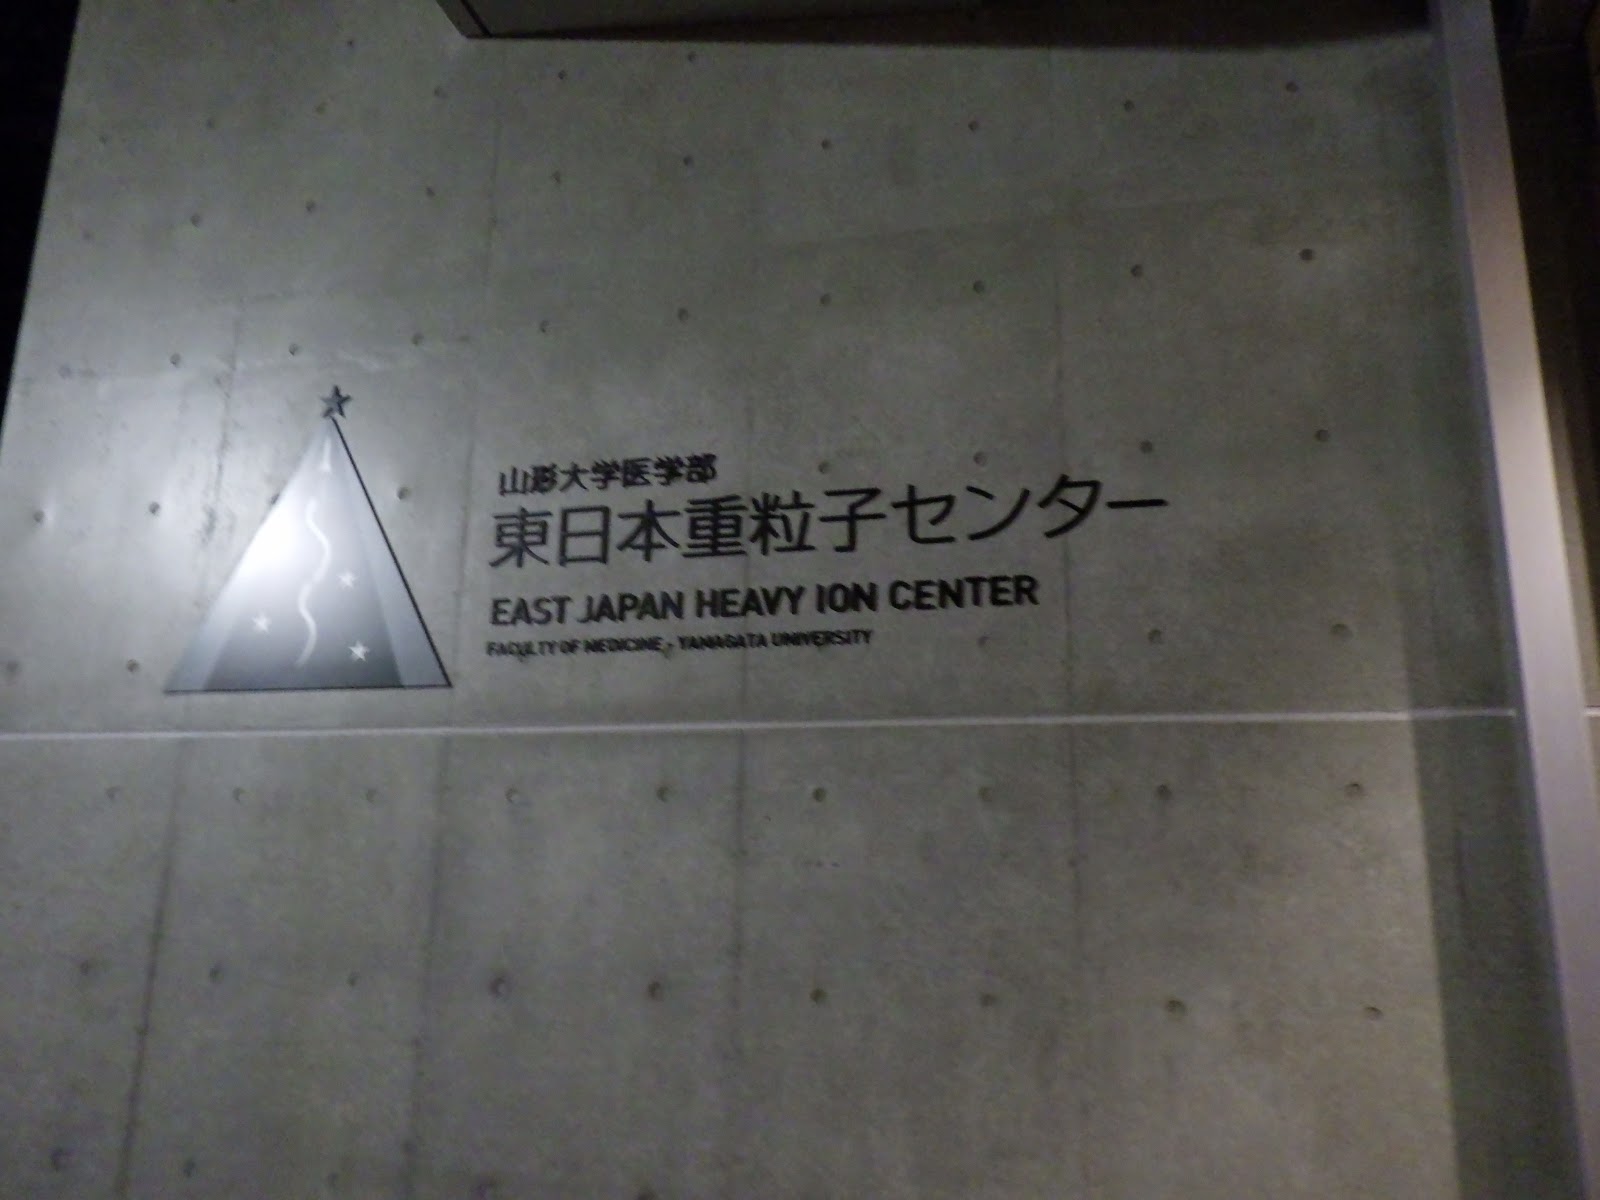 山形大学医学部
東日本重粒子センター
EAST JAPAN HEAVY ION CENTER
FACULTY OF MEDICINE, YAMAGATA UNIVERSITY